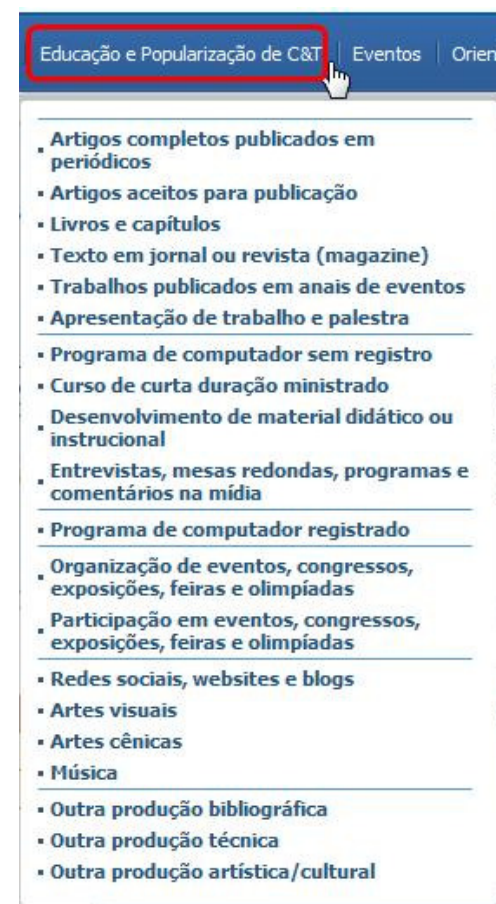 Educação e Popularização de C&T Eventos Orien
Artigos completos publicados em
periódicos
Artigos aceitos para publicação
Livros e capítulos
Texto em jornal ou revista (magazine)
Trabalhos publicados em anais de eventos
Apresentação de trabalho e palestra
Programa de computador sem registro
Curso de curta duração ministrado
Desenvolvimento de material didático ou
instrucional
Entrevistas, mesas redondas, programas e
comentários na mídia
Programa de computador registrado
Organização de eventos, congressos,
exposições, feiras e olimpíadas
Participação em eventos, congressos,
exposições, feiras e olimpíadas
Redes sociais, websites e blogs
Artes visuais
Artes cênicas
Música
Outra produção bibliográfica
Outra produção técnica
Outra produção artística/cultural